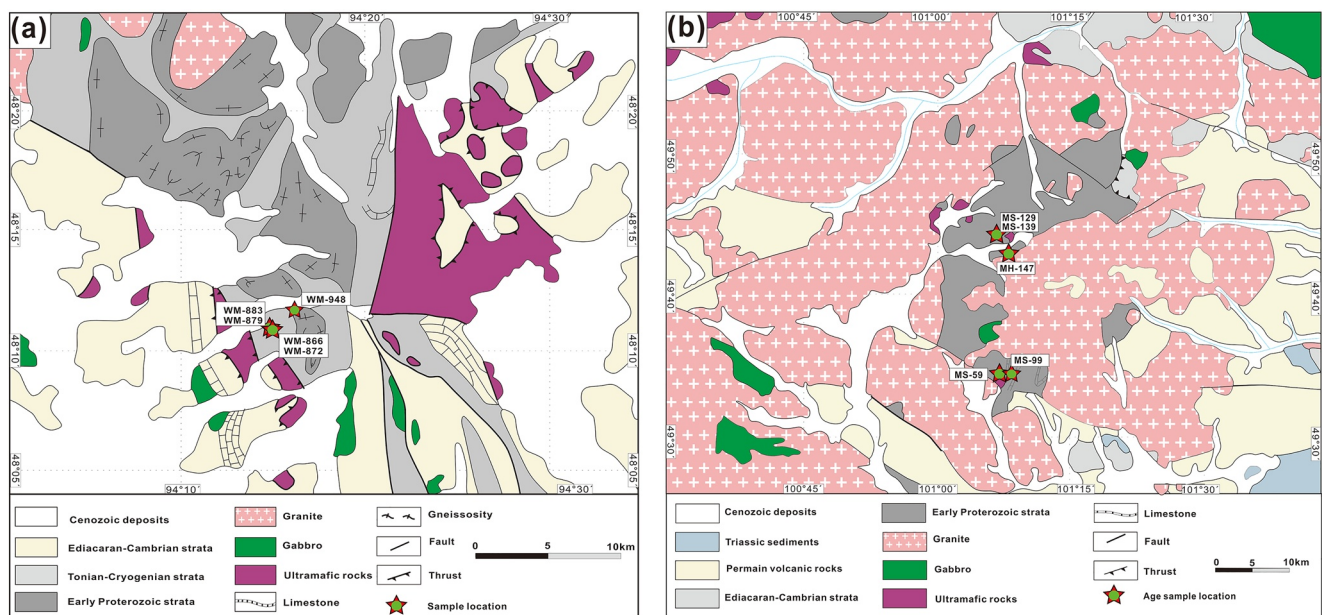 (a)
94°20´
94°30´
48°20´
48°20´
48°15´
48°15´
WM-948
WM-883
WM-879
WM-866
WM-872
48°10´
48°10´
48°05´
48°05´
94°10´
94°30´
Cenozoic deposits
Ediacaran-Cambrian strata
Tonian-Cryogenian strata
Early Proterozoic strata
Granite
Gabbro
Ultramafic rocks
Limestone
Gneissosity
Fault
Thrust
Sample location
0 5 10km
(b)
100°45´
101°00´
101°15´
101°30´
49°50´
49°50´
MS-129
MS-139
MH-147
49°40´
49°40´
MS-99
MS-59
49°30´
49°30´
100°45´
101°00´
101°15´
101°30´
Cenozoic deposits
Triassic sediments
Permain volcanic rocks
Ediacaran-Cambrian strata
Early Proterozoic strata
Granite
Gabbro
Ultramafic rocks
Limestone
Fault
Thrust
Age sample location
0 5 10km